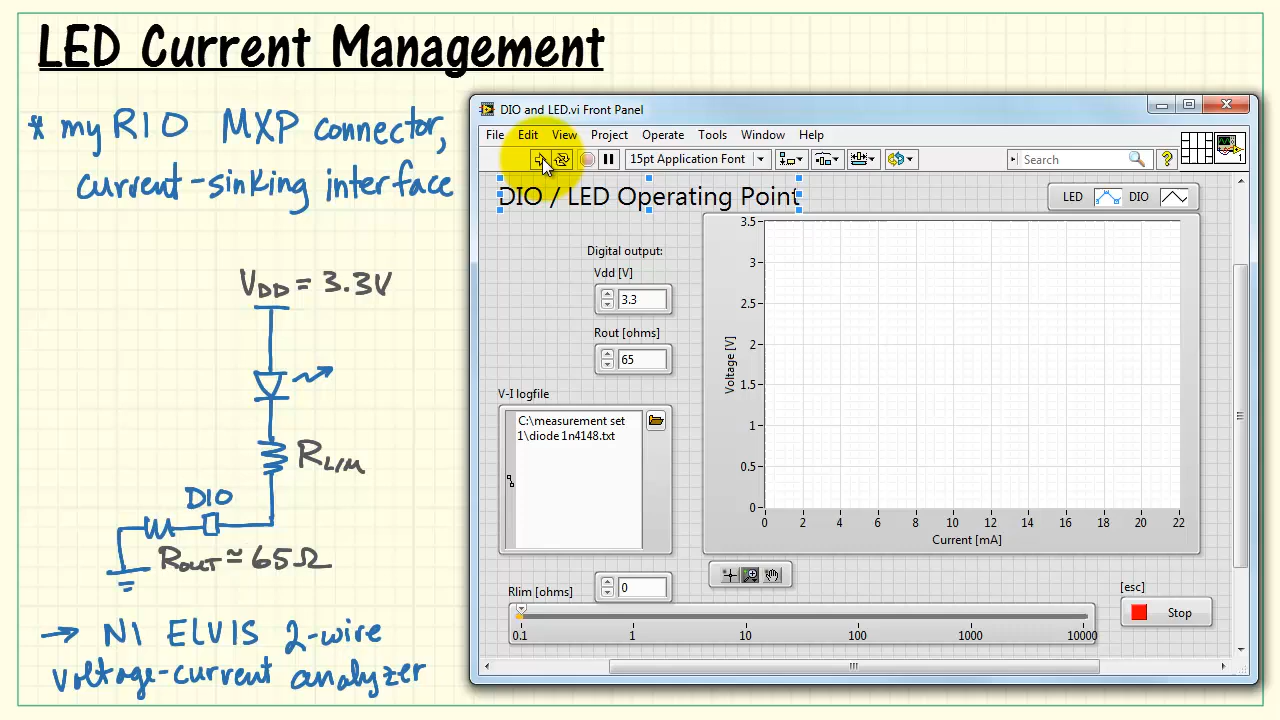 LED Current Management
* myRIO MXP connector,
current-sinking interface
VDD = 3.3V
RLIM
DIO
ROUT ≃ 65Ω
→ NI ELVIS 2-wire
voltage-current analyzer
DIO and LED.vi Front Panel
File Edit View Project Operate Tools Window Help
15pt Application Font
Search
?
DIO / LED Operating Point
LED DIO
Digital output:
Vdd [V]
3.3
Rout [ohms]
65
V-I logfile
C:\measurement set
1\diode 1n4148.txt
3.5
3
2.5
2
1.5
1
0.5
0
Voltage [V]
0 2 4 6 8 10 12 14 16 18 20 22
Current [mA]
Rlim [ohms]
0
0.1 1 10 100 1000 10000
[esc]
Stop